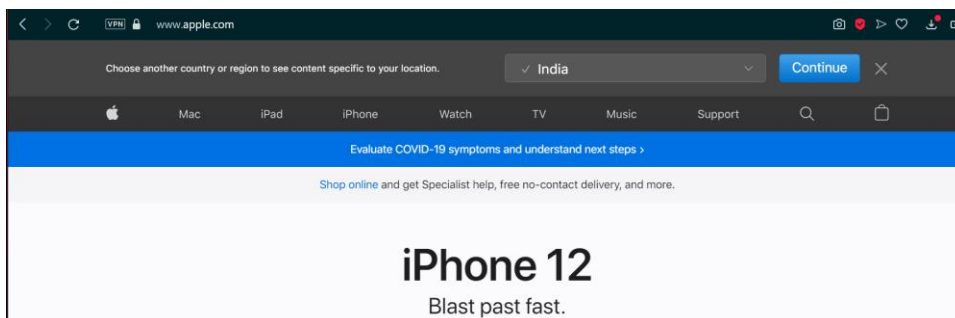 VPN www.apple.com
Choose another country or region to see content specific to your location. India Continue
Mac iPad iPhone Watch TV Music Support
Evaluate COVID-19 symptoms and understand next steps >
Shop online and get Specialist help, free no-contact delivery, and more.
iPhone 12
Blast past fast.